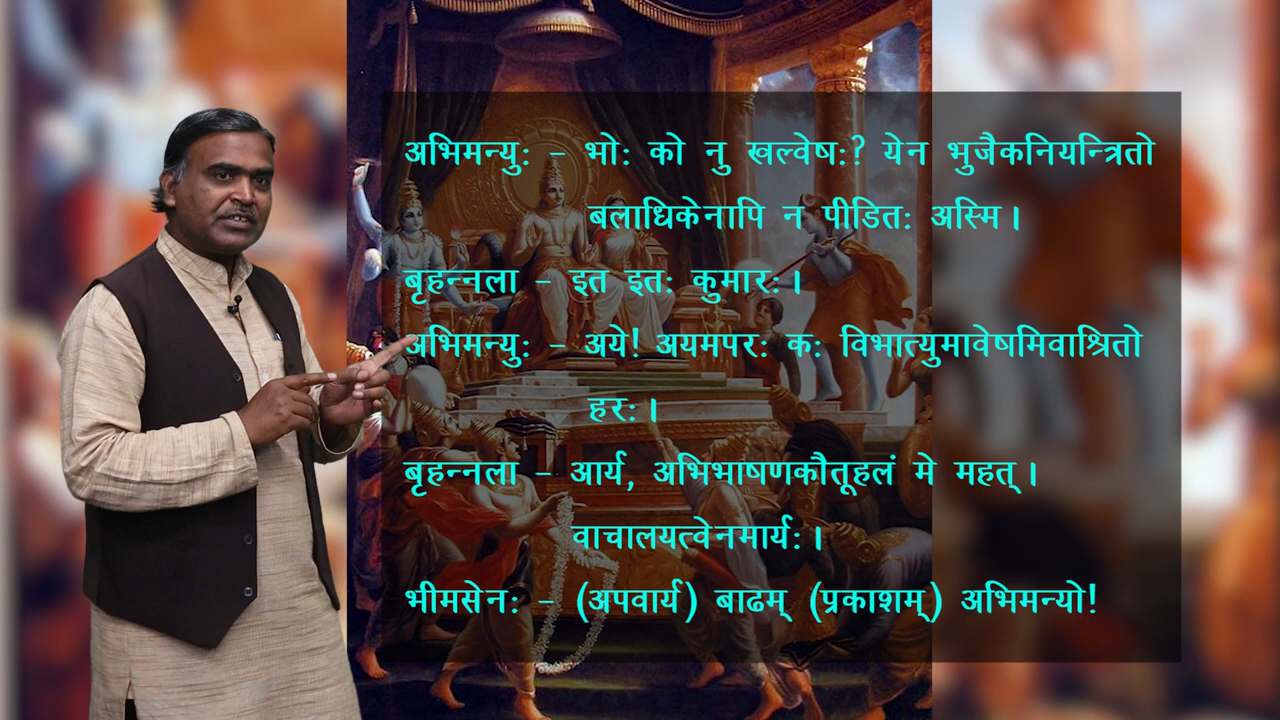 अभिमन्युः – भोः को नु खल्वेषः? येन भुजैकनियन्त्रितो
बलाधिकेनापि न पीडितः अस्मि।
बृहन्नला – इत इतः कुमारः।
अभिमन्युः – अये! अयमपरः कः विभात्युमावेषमिवाश्रितो
हरः।
बृहन्नला – आर्य, अभिभाषणकौतूहलं मे महत्।
वाचालयत्वेनमार्यः।
भीमसेनः – (अपवार्य) बाढम् (प्रकाशम्) अभिमन्यो!